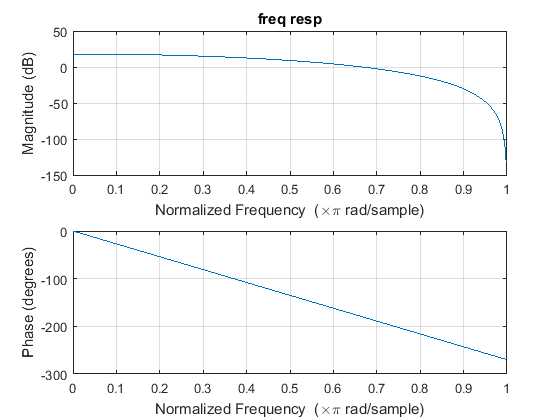 freq resp
Magnitude (dB)
50
0
-50
-100
-150
0 0.1 0.2 0.3 0.4 0.5 0.6 0.7 0.8 0.9 1
Normalized Frequency (×π rad/sample)
Phase (degrees)
0
-100
-200
-300
0 0.1 0.2 0.3 0.4 0.5 0.6 0.7 0.8 0.9 1
Normalized Frequency (×π rad/sample)